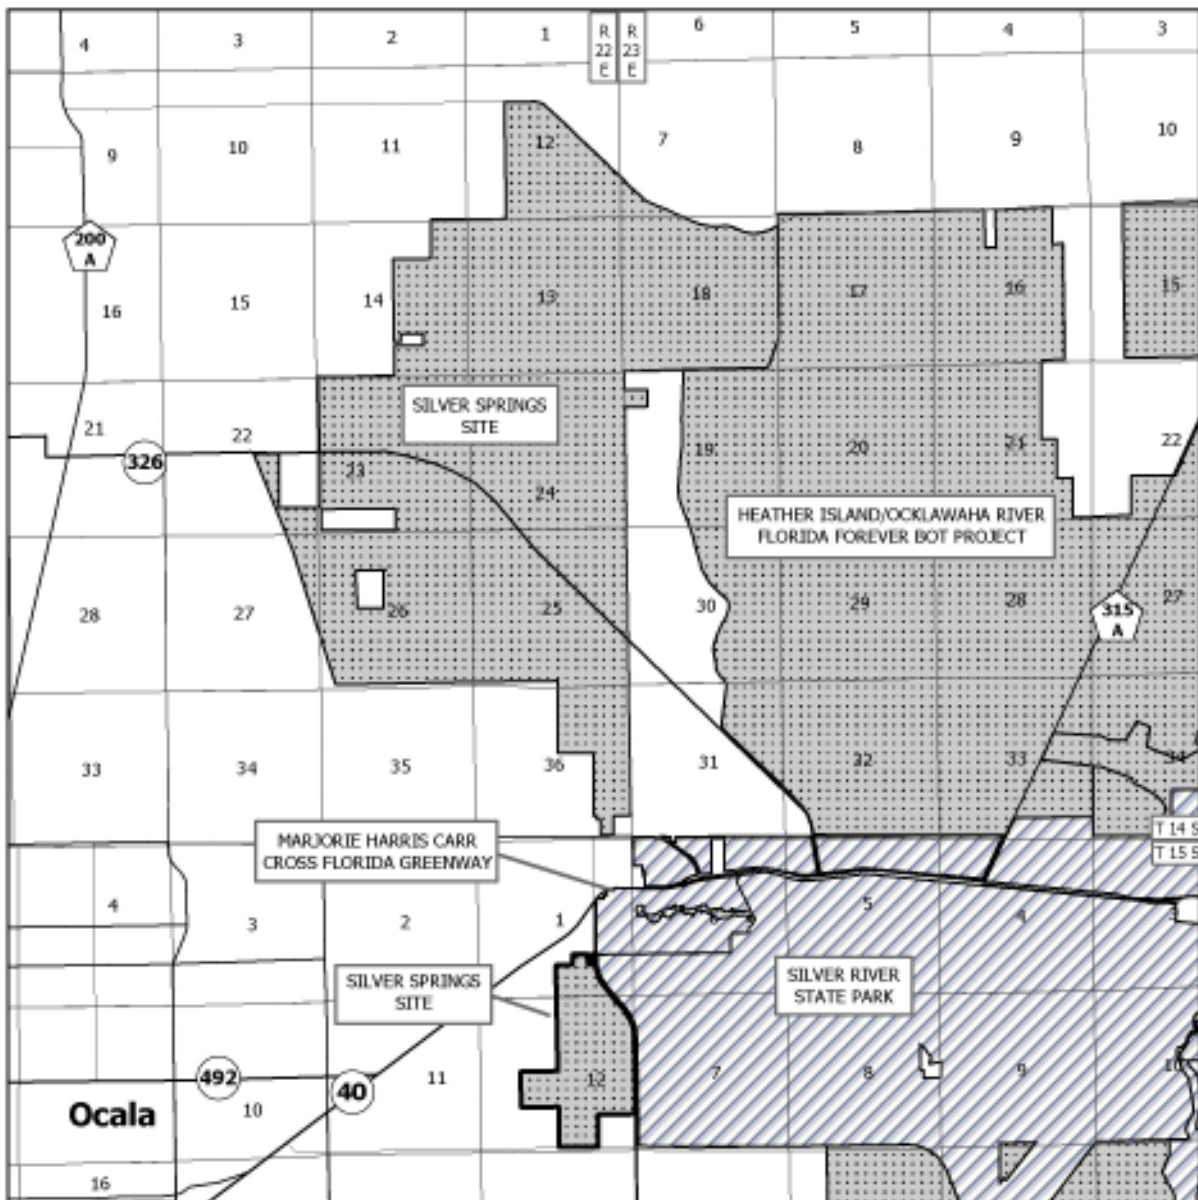 4 3 2 1 R 22 E R 23 E 6 5 4 3
9 10 11 12 7 8 9 10
200 A
16 15 14 13 18 17 16 15
SILVER SPRINGS
SITE
21 22 23 24 19 20 21 22
326
HEATHER ISLAND/OCKLAWAHA RIVER
FLORIDA FOREVER BOT PROJECT
28 27 26 25 30 29 28 27
315 A
33 34 35 36 31 32 33 34
T 14 S
T 15 S
MARJORIE HARRIS CARR
CROSS FLORIDA GREENWAY
4 3 2 1 5 4 3
SILVER SPRINGS
SITE
SILVER RIVER
STATE PARK
492 40 11 12 7 8 9 10
Ocala 10
16